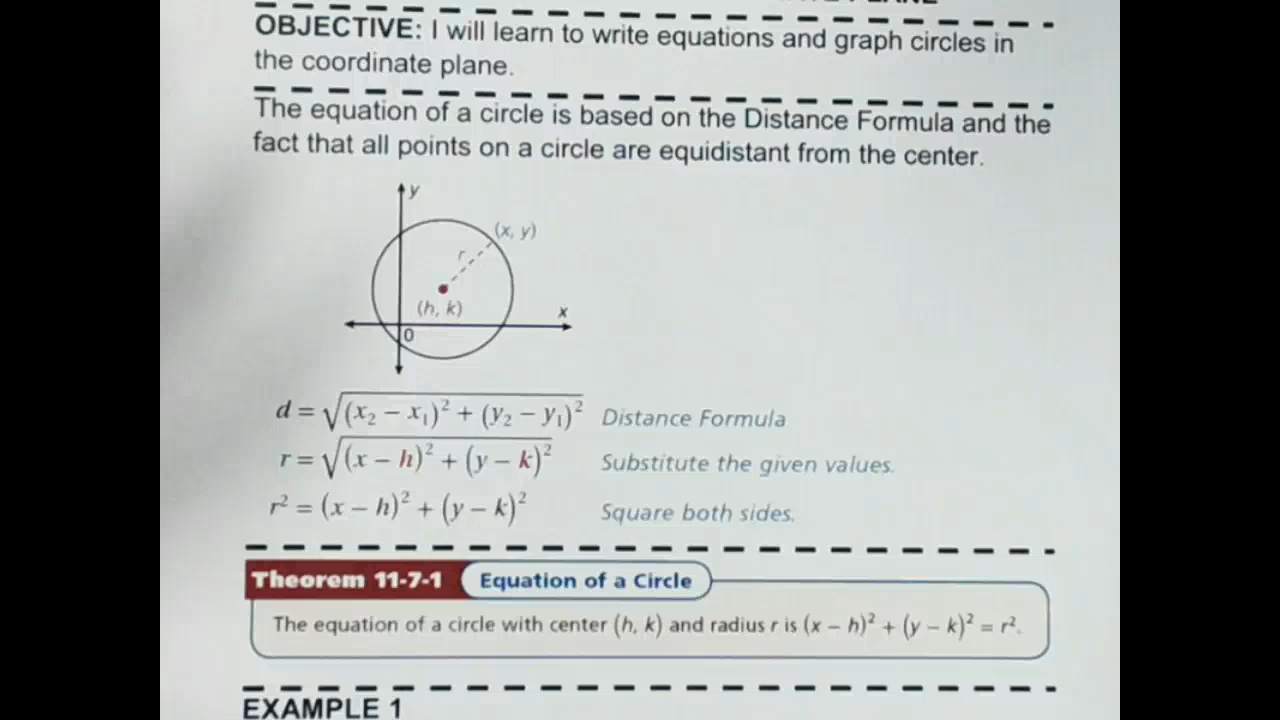 OBJECTIVE: I will learn to write equations and graph circles in
the coordinate plane.
The equation of a circle is based on the Distance Formula and the
fact that all points on a circle are equidistant from the center.
y
(x, y)
r
(h, k)
x
0
d = √(x₂ − x₁)² + (y₂ − y₁)² Distance Formula
r = √(x − h)² + (y − k)² Substitute the given values.
r² = (x − h)² + (y − k)² Square both sides.
Theorem 11-7-1 Equation of a Circle
The equation of a circle with center (h, k) and radius r is (x − h)² + (y − k)² = r².
EXAMPLE 1